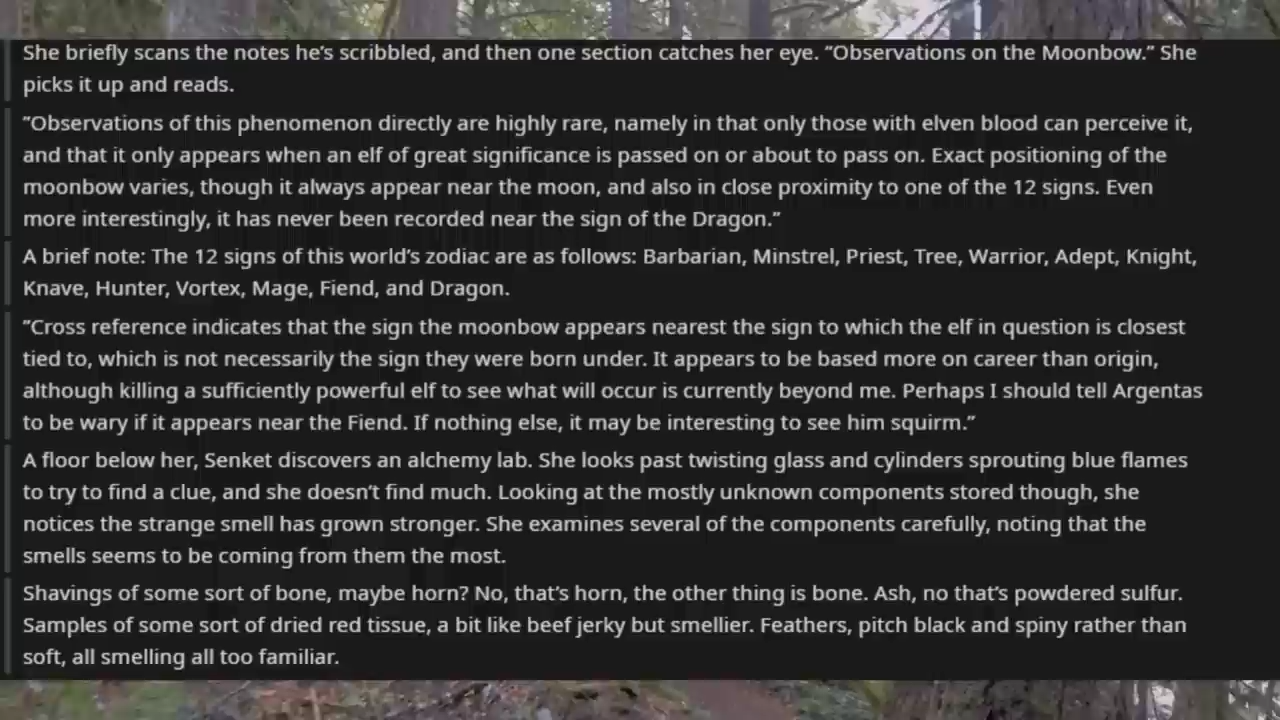 She briefly scans the notes he’s scribbled, and then one section catches her eye. “Observations on the Moonbow.” She
picks it up and reads.
“Observations of this phenomenon directly are highly rare, namely in that only those with elven blood can perceive it,
and that it only appears when an elf of great significance is passed on or about to pass on. Exact positioning of the
moonbow varies, though it always appear near the moon, and also in close proximity to one of the 12 signs. Even
more interestingly, it has never been recorded near the sign of the Dragon.”
A brief note: The 12 signs of this world’s zodiac are as follows: Barbarian, Minstrel, Priest, Tree, Warrior, Adept, Knight,
Knave, Hunter, Vortex, Mage, Fiend, and Dragon.
“Cross reference indicates that the sign the moonbow appears nearest the sign to which the elf in question is closest
tied to, which is not necessarily the sign they were born under. It appears to be based more on career than origin,
although killing a sufficiently powerful elf to see what will occur is currently beyond me. Perhaps I should tell Argentas
to be wary if it appears near the Fiend. If nothing else, it may be interesting to see him squirm.”
A floor below her, Senket discovers an alchemy lab. She looks past twisting glass and cylinders sprouting blue flames
to try to find a clue, and she doesn’t find much. Looking at the mostly unknown components stored though, she
notices the strange smell has grown stronger. She examines several of the components carefully, noting that the
smells seems to be coming from them the most.
Shavings of some sort of bone, maybe horn? No, that’s horn, the other thing is bone. Ash, no that’s powdered sulfur.
Samples of some sort of dried red tissue, a bit like beef jerky but smellier. Feathers, pitch black and spiny rather than
soft, all smelling all too familiar.